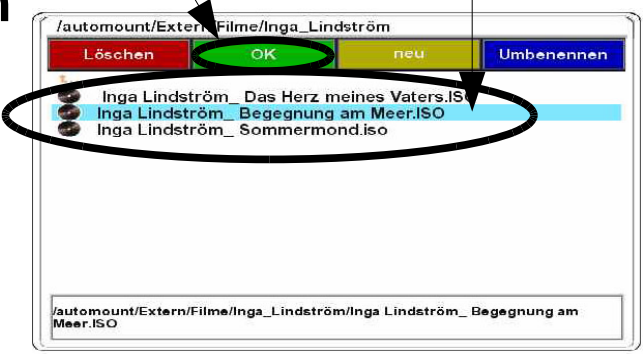 /automount/Extern/Filme/Inga_Lindström
Löschen OK neu Umbenennen
Inga Lindström_ Das Herz meines Vaters.ISO
Inga Lindström_ Begegnung am Meer.ISO
Inga Lindström_ Sommermond.iso
/automount/Extern/Filme/Inga_Lindström/Inga Lindström_ Begegnung am
Meer.ISO